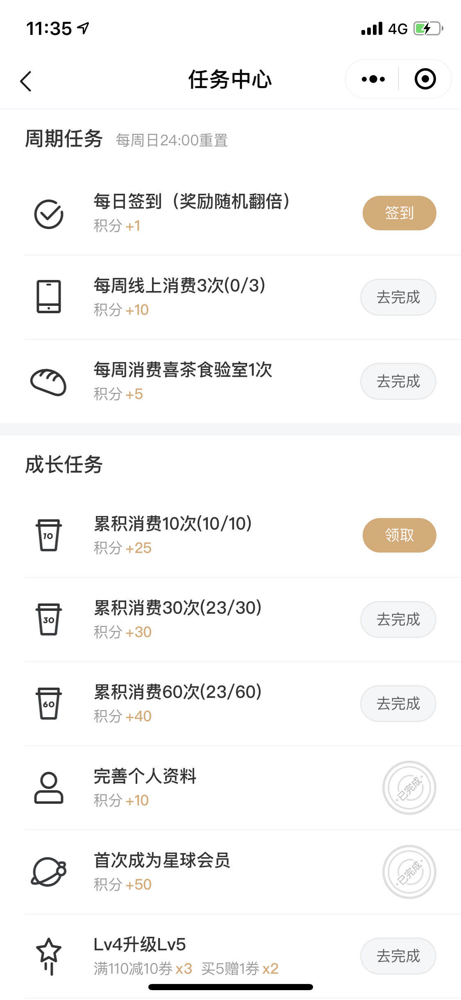 11:35
4G
任务中心
周期任务 每周日24:00重置
每日签到（奖励随机翻倍）
积分 +1
签到
每周线上消费3次(0/3)
积分 +10
去完成
每周消费喜茶食验室1次
积分 +5
去完成
成长任务
10
累积消费10次(10/10)
积分 +25
领取
30
累积消费30次(23/30)
积分 +30
去完成
60
累积消费60次(23/60)
积分 +40
去完成
完善个人资料
积分 +10
已完成
首次成为星球会员
积分 +50
已完成
Lv4升级Lv5
满110减10券 x3 买5赠1券 x2
去完成